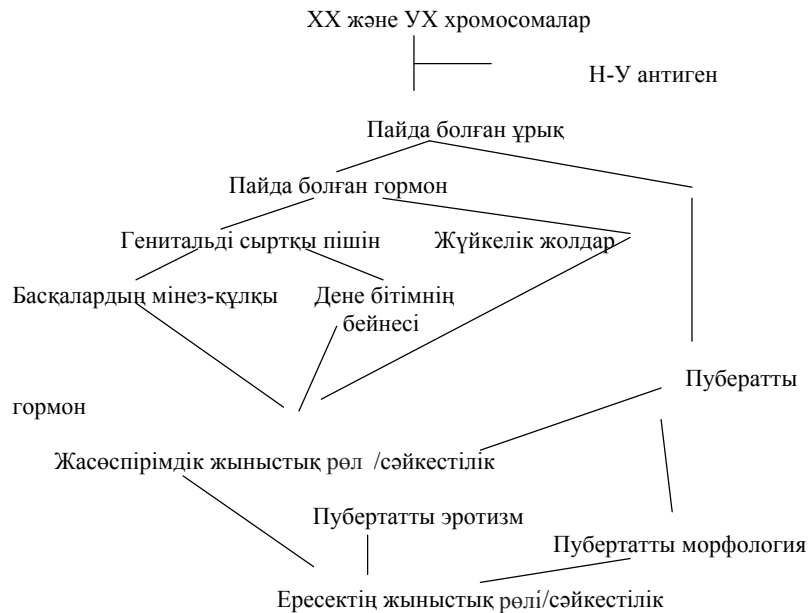 ХХ және УХ хромосомалар
Н-У антиген
Пайда болған ұрық
Пайда болған гормон
Генитальді сыртқы пішін Жүйкелік жолдар
Басқалардың мінез-құлқы Дене бітімнің
бейнесі
Пубератты
гормон
Жасөспірімдік жыныстық рөл /сәйкестілік
Пубертатты эротизм
Пубертатты морфология
Ересектің жыныстық рөлі/сәйкестілік